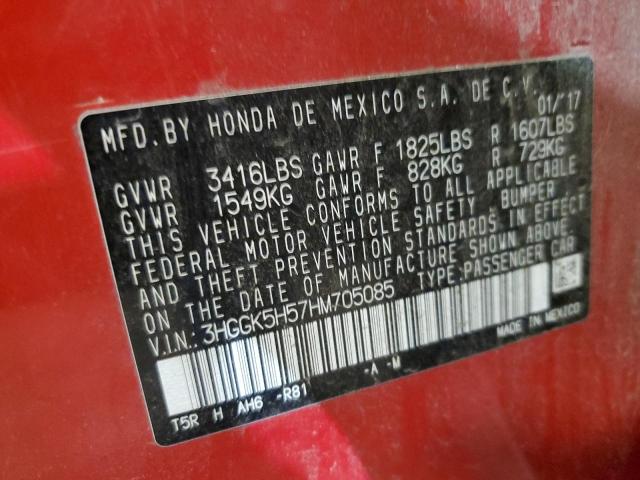 MFD. BY HONDA DE MEXICO S.A. DE C.V. 01/17
GVWR 3416LBS GAWR F 1825LBS R 1607LBS
GVWR 1549KG GAWR F 828KG R 729KG
THIS VEHICLE CONFORMS TO ALL APPLICABLE
FEDERAL MOTOR VEHICLE SAFETY BUMPER
AND THEFT PREVENTION STANDARDS IN EFFECT
ON THE DATE OF MANUFACTURE SHOWN ABOVE
V.I.N.: 3HGGK5H57HM705085 TYPE:PASSENGER CAR
MADE IN MEXICO
T5R H AH6 -R81 -A -M